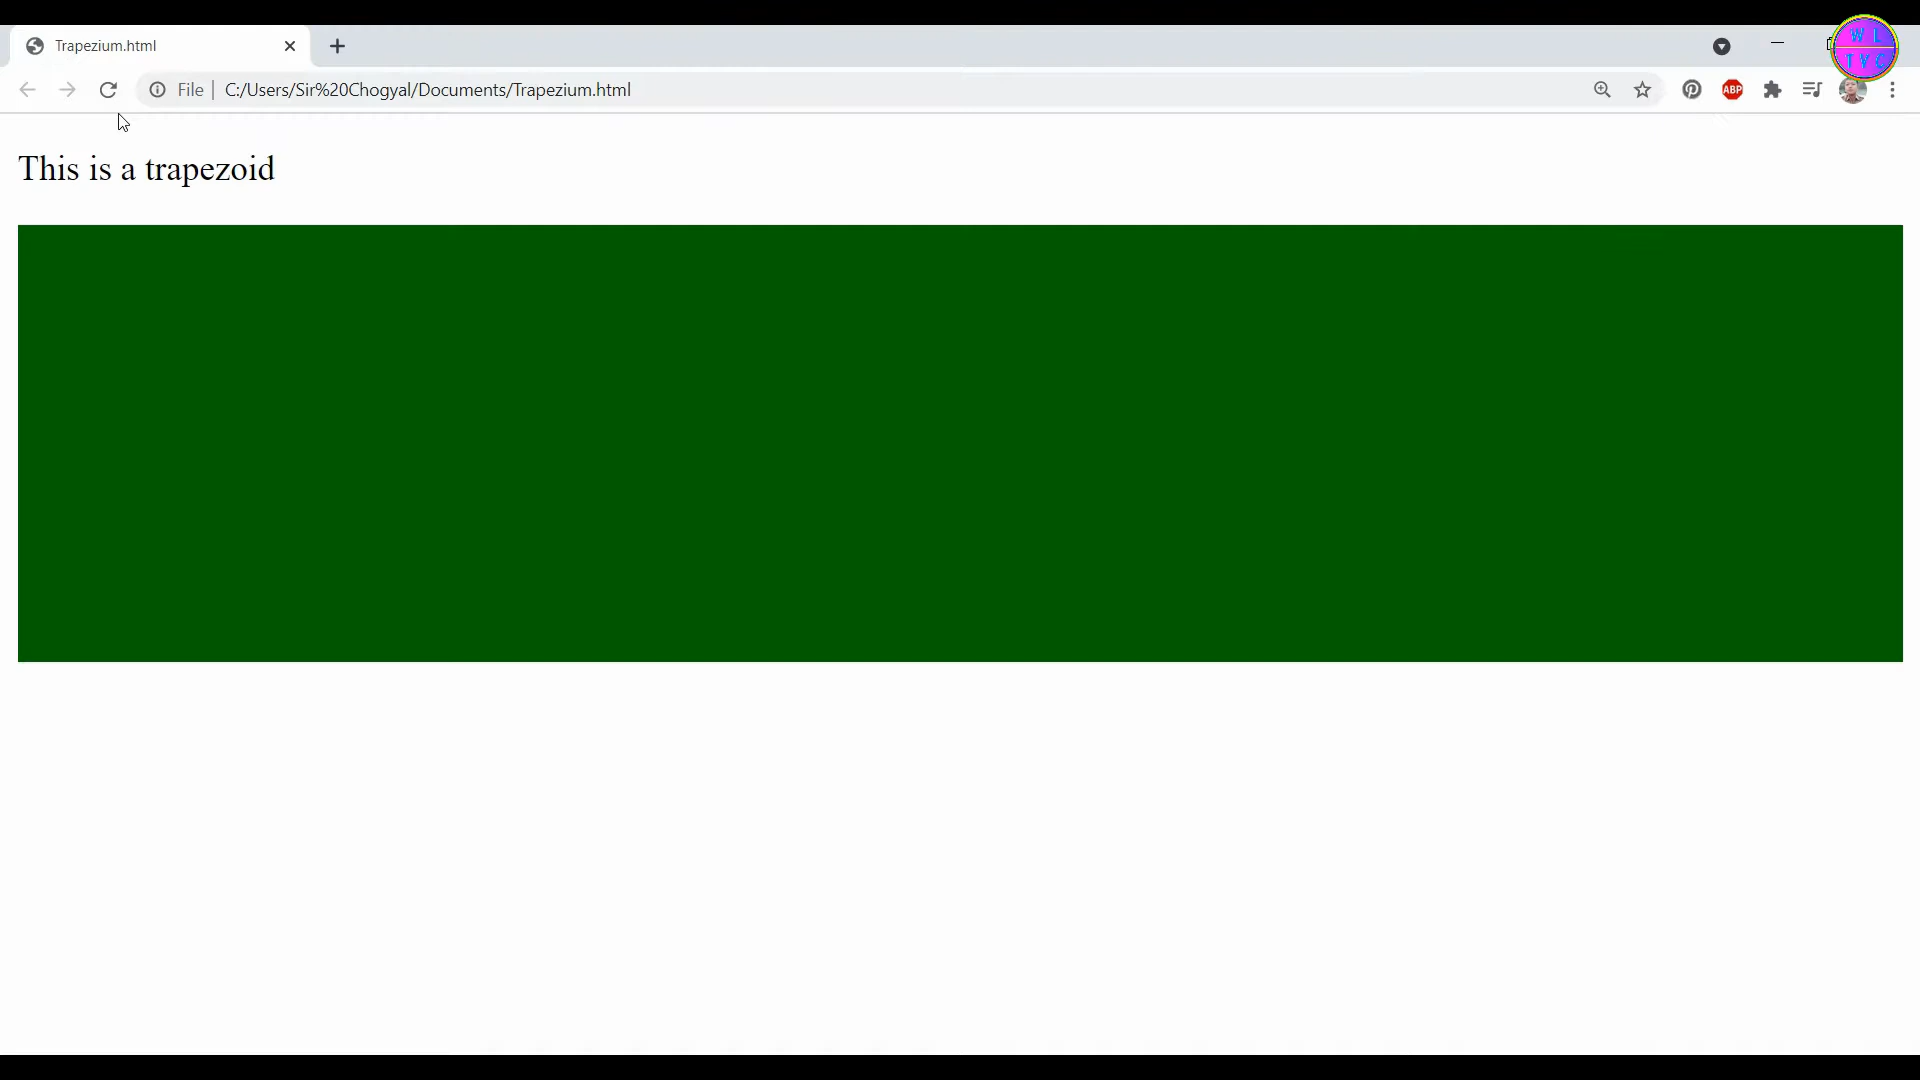 Trapezium.html
W L
T V C
File | C:/Users/Sir%20Chogyal/Documents/Trapezium.html
ABP
This is a trapezoid